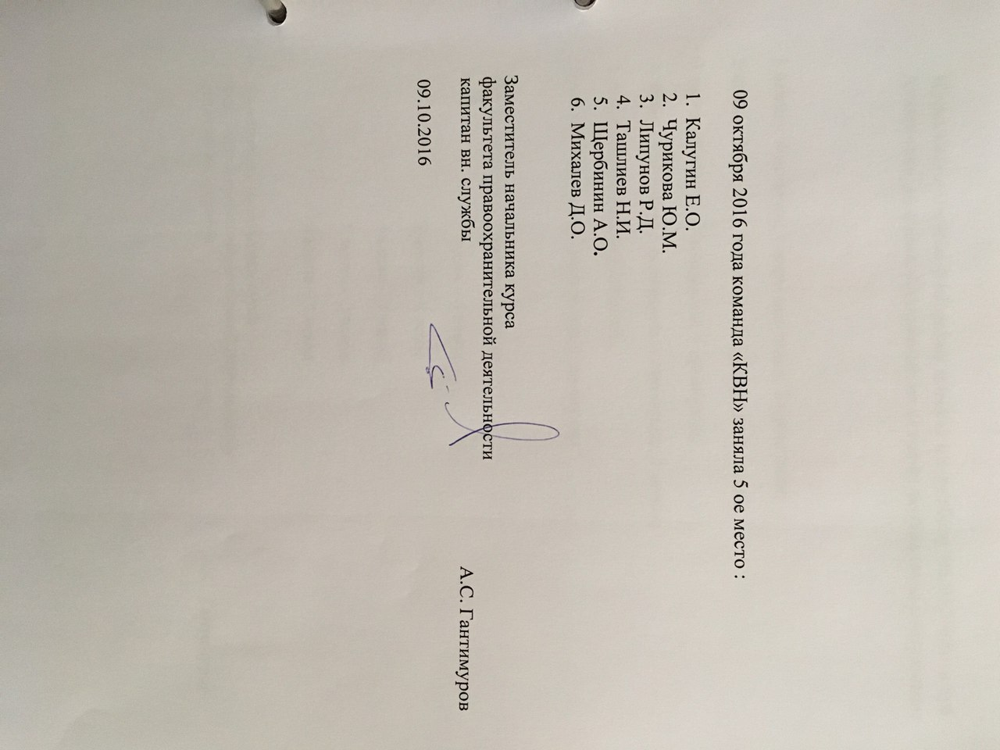 09 октября 2016 года команда «КВН» заняла 5 ое место :
1. Калугин Е.О.
2. Чурикова Ю.М.
3. Липунов Р.Д.
4. Ташлиев Н.И.
5. Щербинин А.О.
6. Михалев Д.О.
Заместитель начальника курса
факультета правоохранительной деятельности
капитан вн. службы А.С. Гантимуров
09.10.2016